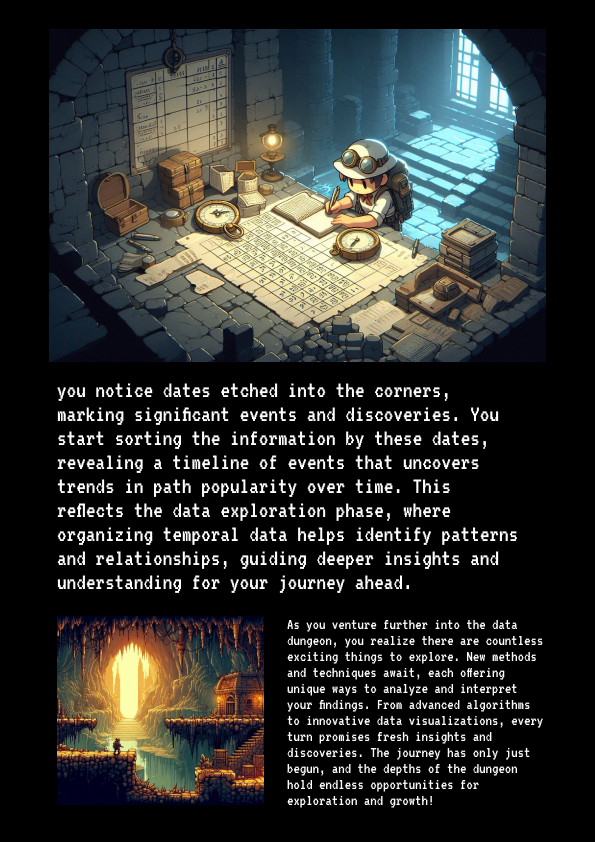 you notice dates etched into the corners,
marking significant events and discoveries. You
start sorting the information by these dates,
revealing a timeline of events that uncovers
trends in path popularity over time. This
reflects the data exploration phase, where
organizing temporal data helps identify patterns
and relationships, guiding deeper insights and
understanding for your journey ahead.
As you venture further into the data
dungeon, you realize there are countless
exciting things to explore. New methods
and techniques await, each offering
unique ways to analyze and interpret
your findings. From advanced algorithms
to innovative data visualizations, every
turn promises fresh insights and
discoveries. The journey has only just
begun, and the depths of the dungeon
hold endless opportunities for
exploration and growth!